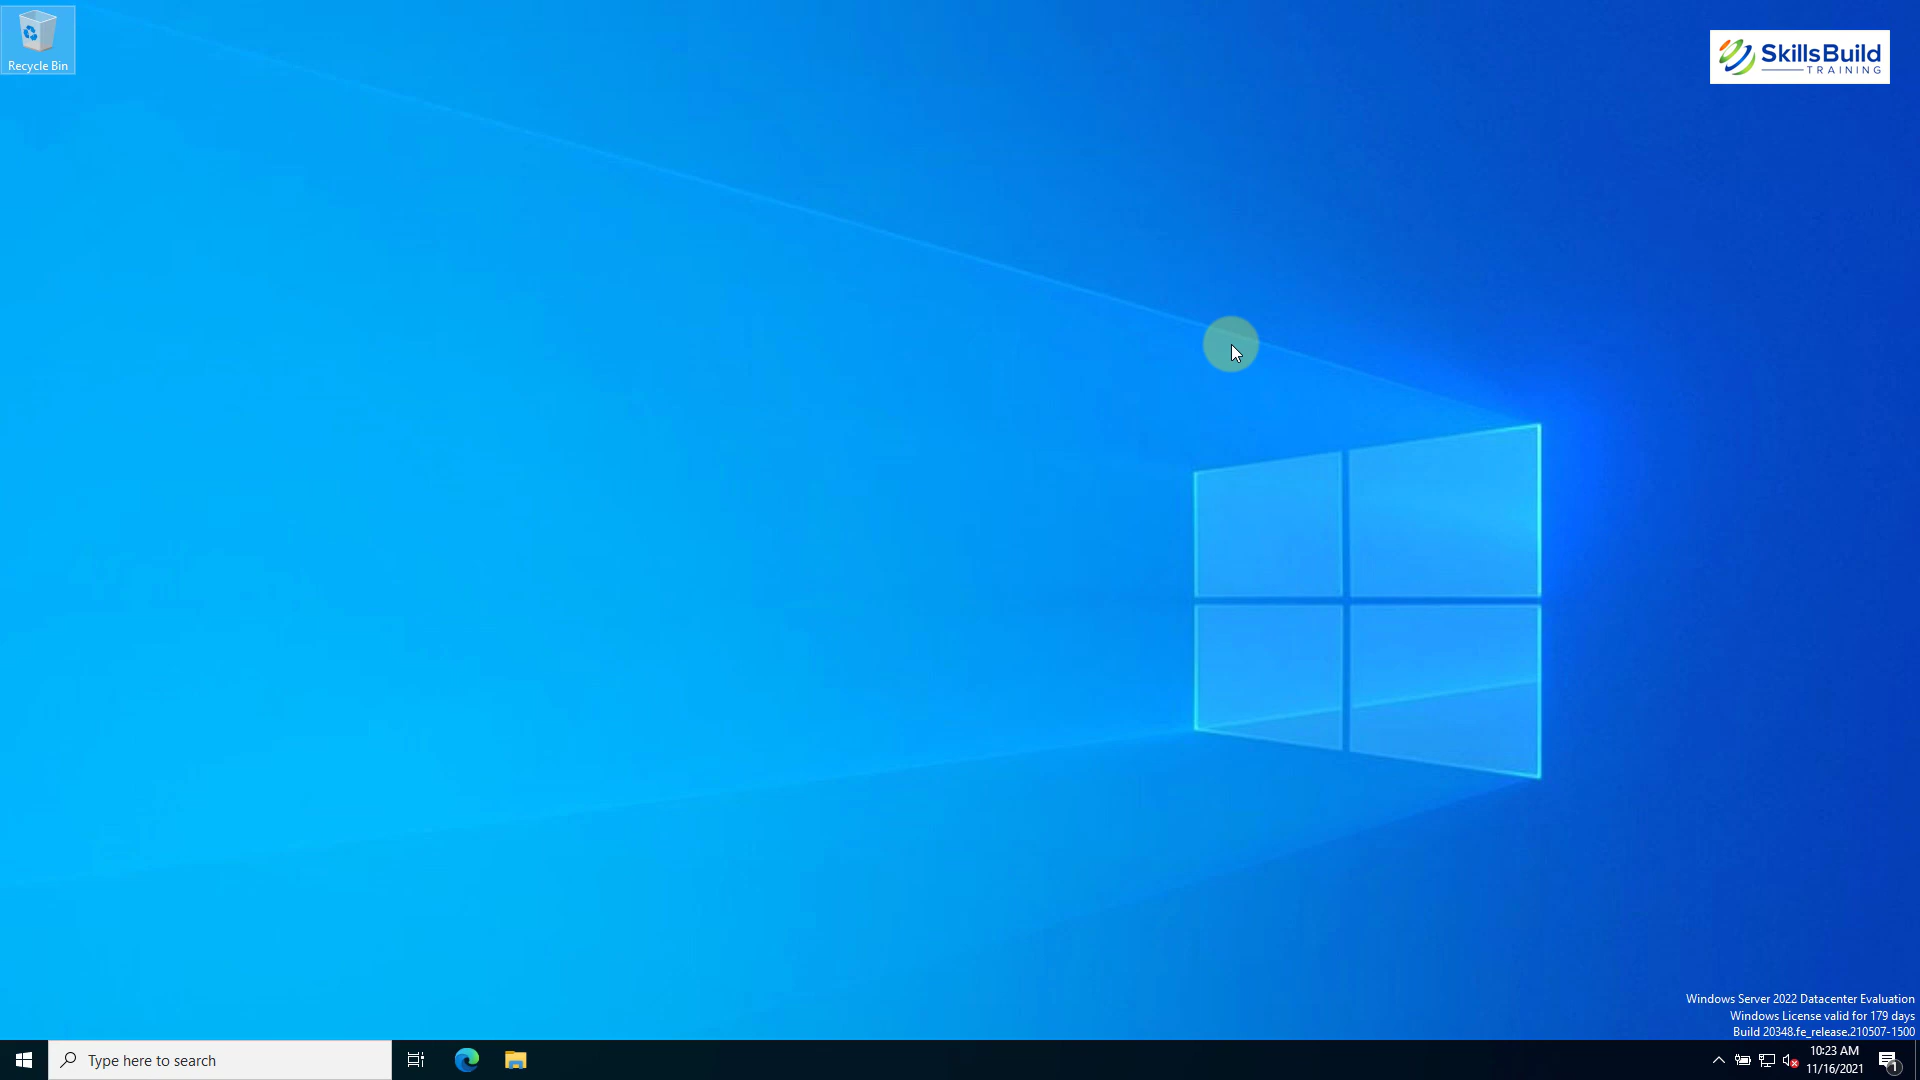 Recycle Bin
SkillsBuild
TRAINING
Windows Server 2022 Datacenter Evaluation
Windows License valid for 179 days
Build 20348.fe_release.210507-1500
Type here to search
10:23 AM
11/16/2021
1